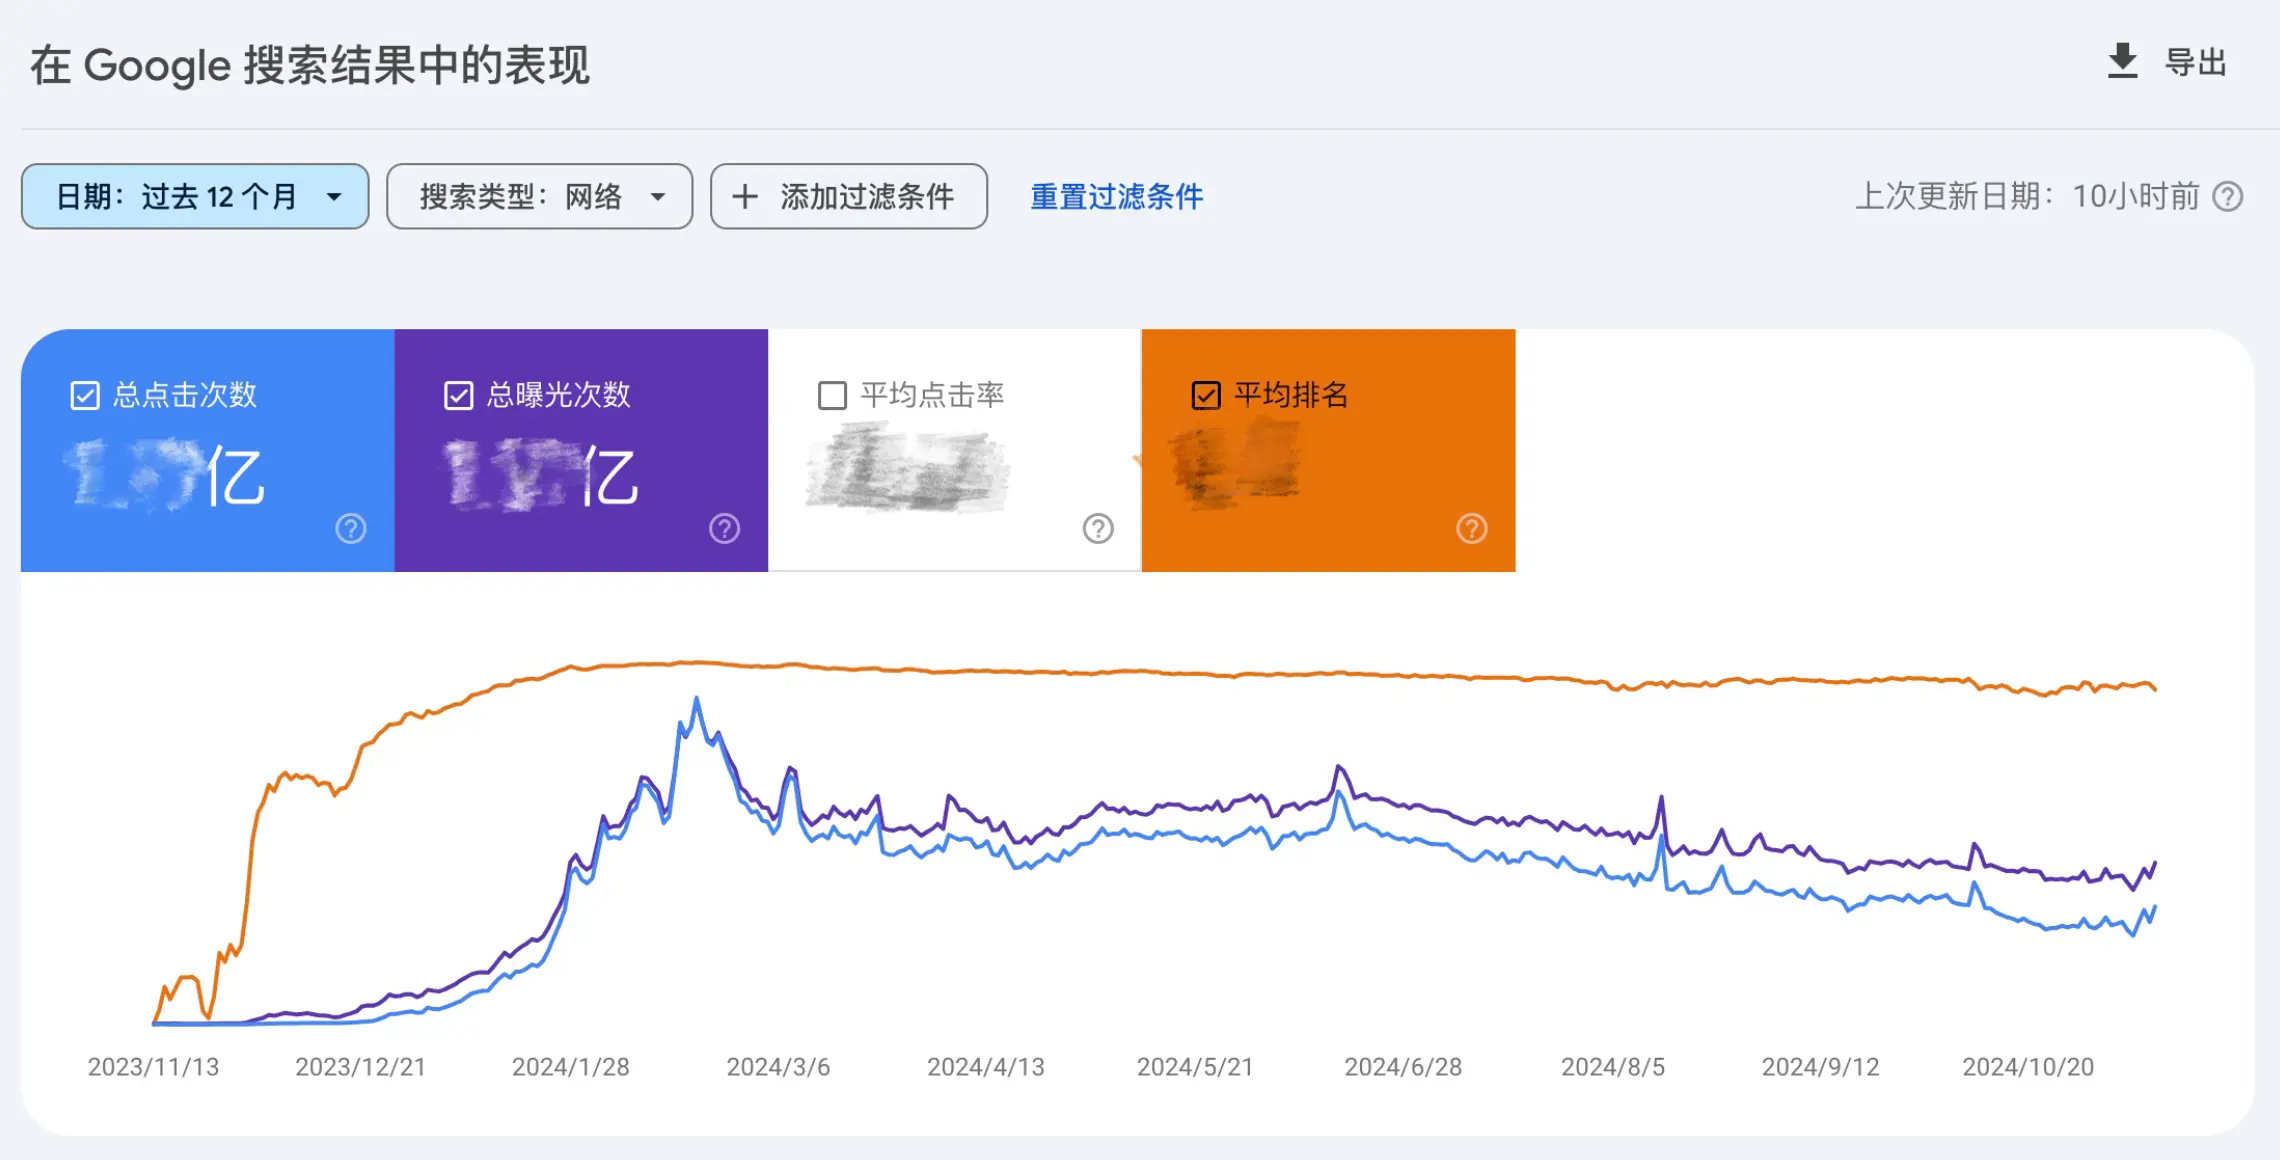 在 Google 搜索结果中的表现
导出
日期：过去 12 个月
搜索类型：网络
添加过滤条件
重置过滤条件
上次更新日期：10小时前
总点击次数
亿
总曝光次数
亿
平均点击率
平均排名
2023/11/13
2023/12/21
2024/1/28
2024/3/6
2024/4/13
2024/5/21
2024/6/28
2024/8/5
2024/9/12
2024/10/20